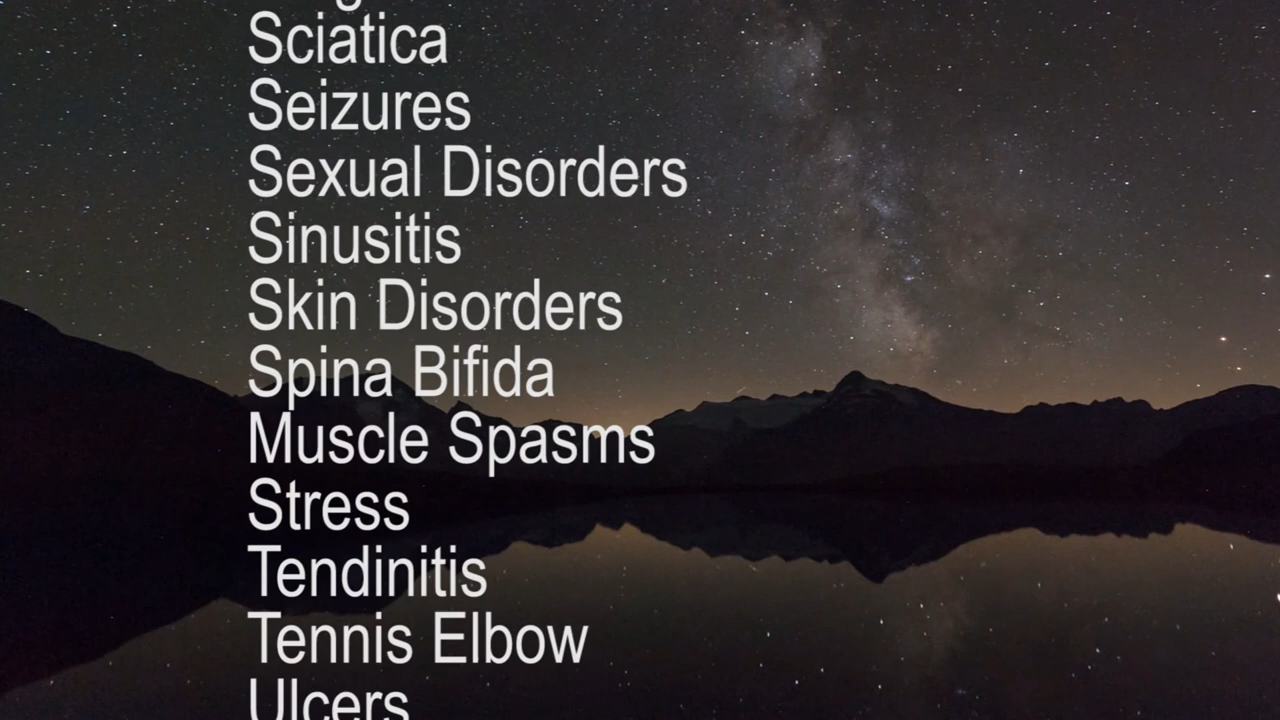 Sciatica
Seizures
Sexual Disorders
Sinusitis
Skin Disorders
Spina Bifida
Muscle Spasms
Stress
Tendinitis
Tennis Elbow
Ulcers